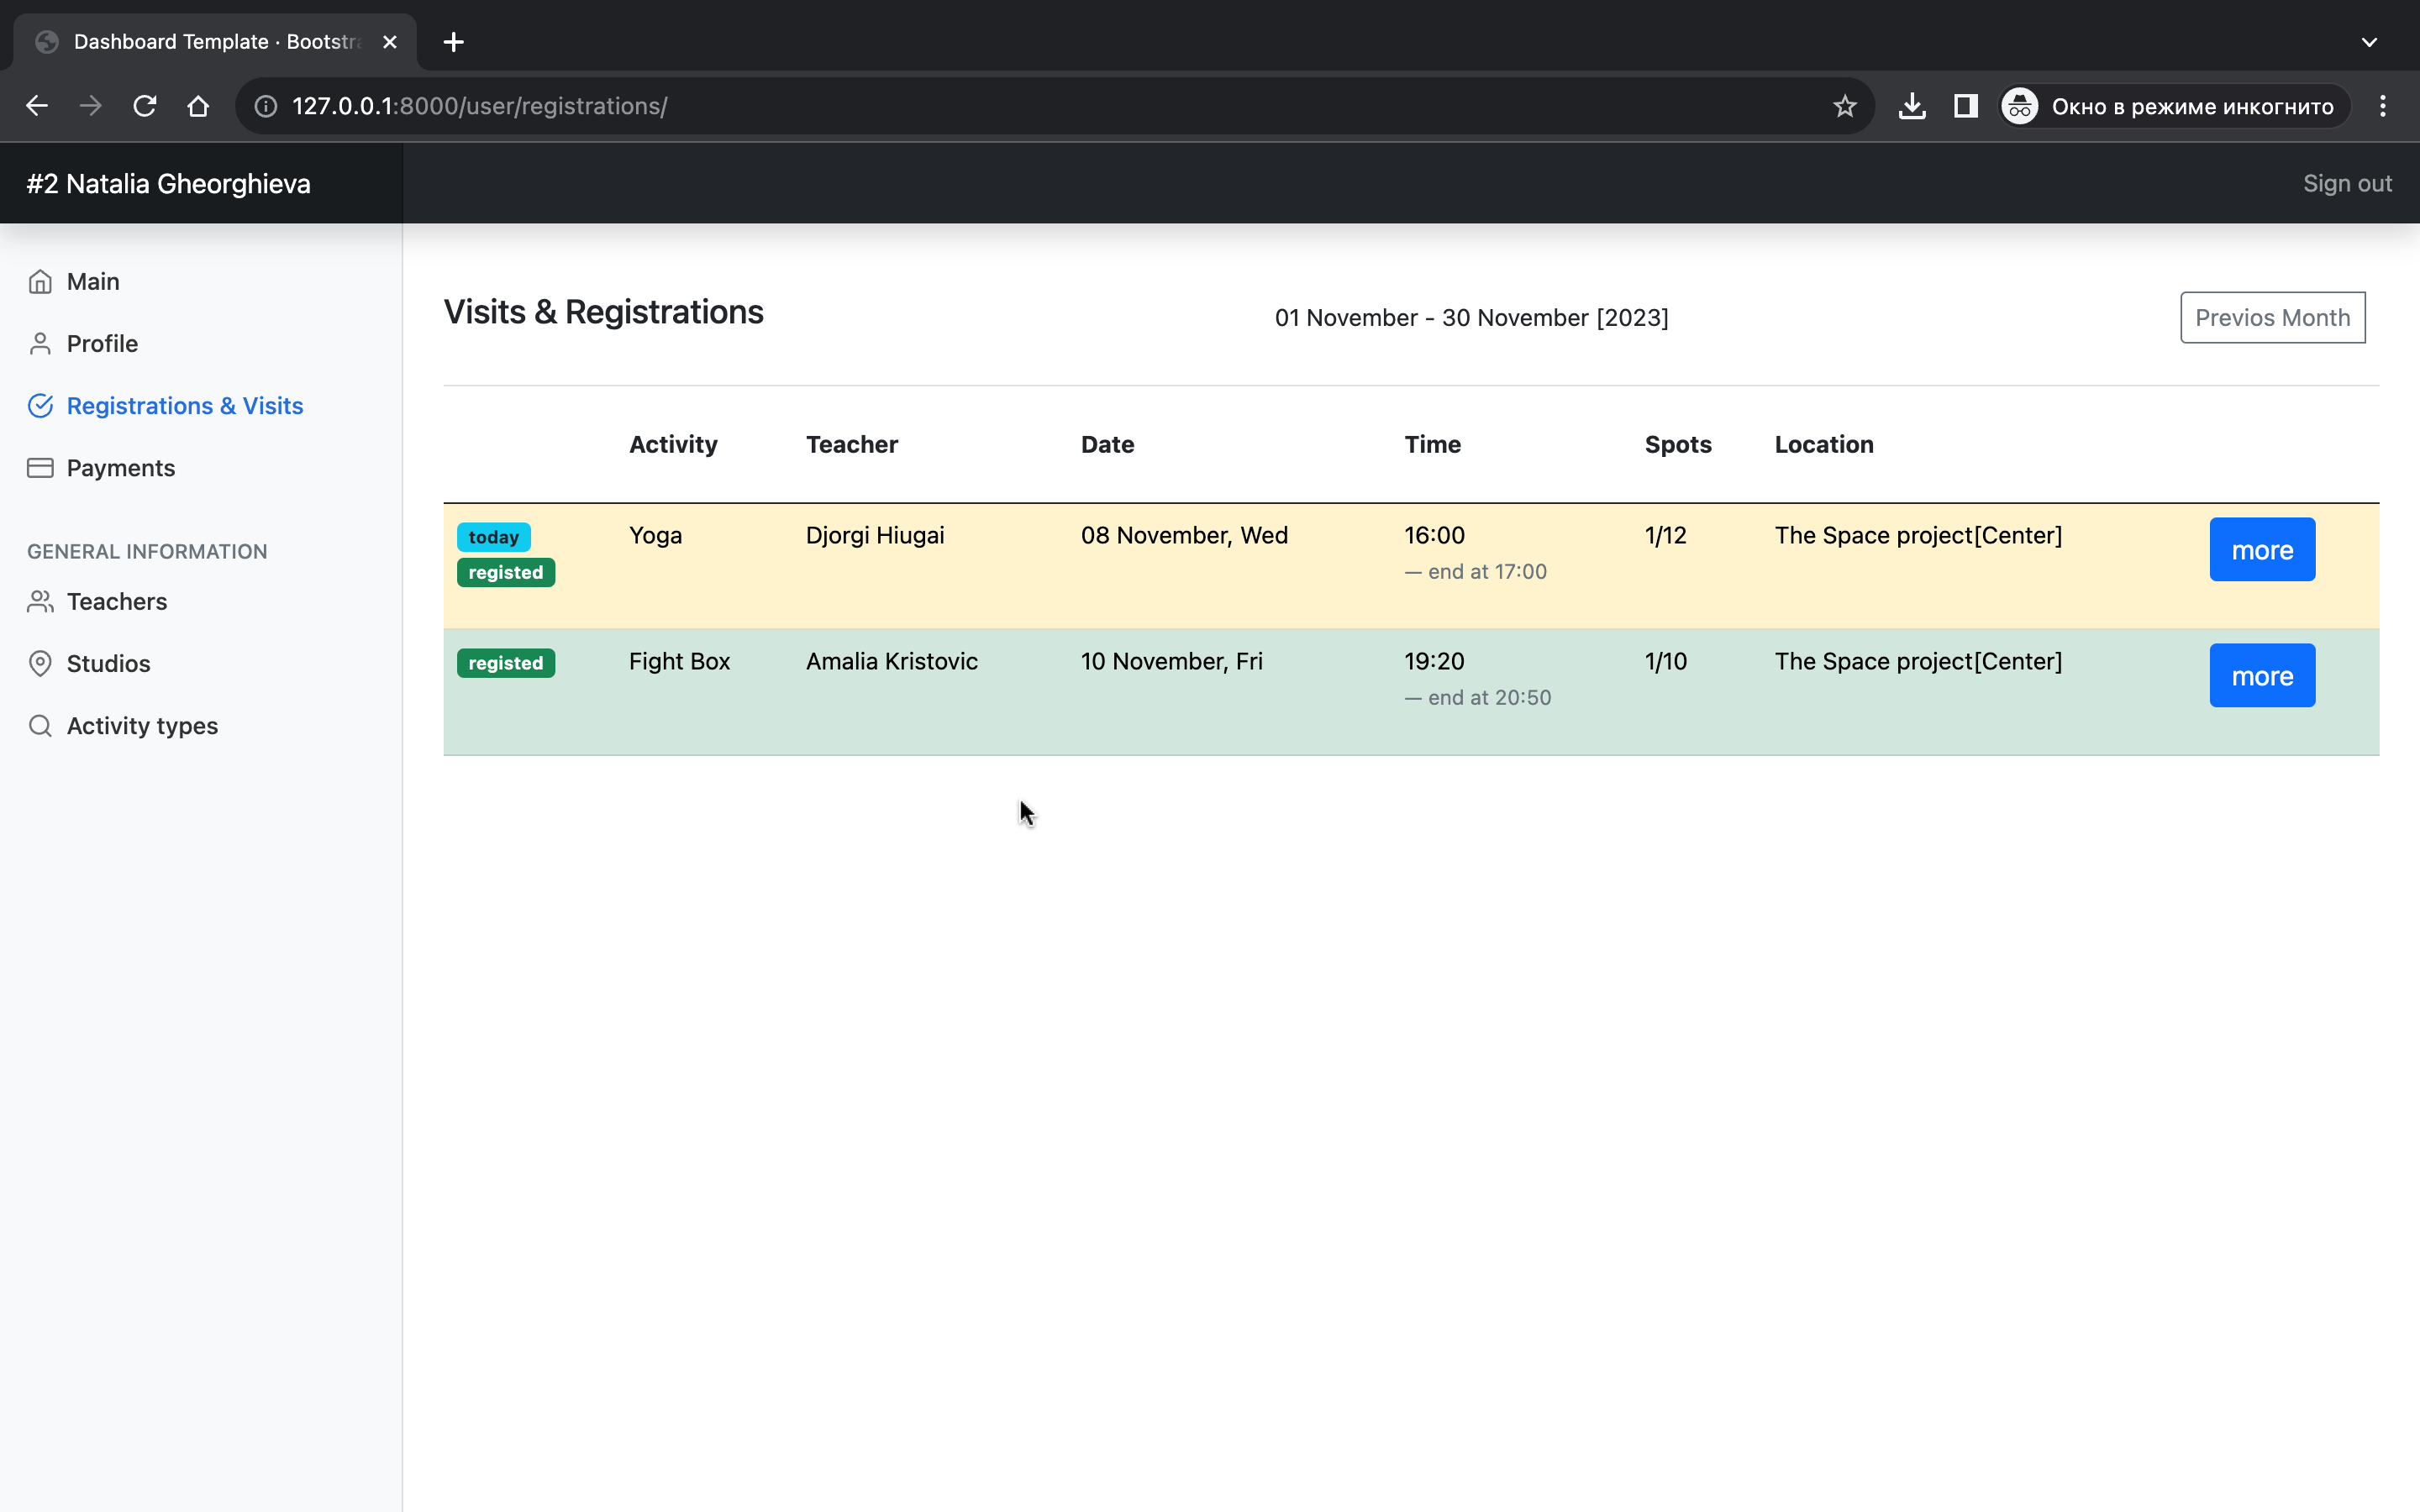 Dashboard Template · Bootstr
127.0.0.1:8000/user/registrations/
Окно в режиме инкогнито
#2 Natalia Gheorghieva
Sign out
Main
Profile
Registrations & Visits
Payments
GENERAL INFORMATION
Teachers
Studios
Activity types
Visits & Registrations
01 November - 30 November [2023]
Previos Month
Activity Teacher Date Time Spots Location
today Yoga Djorgi Hiugai 08 November, Wed 16:00 1/12 The Space project[Center] more
registed — end at 17:00
registed Fight Box Amalia Kristovic 10 November, Fri 19:20 1/10 The Space project[Center] more
— end at 20:50